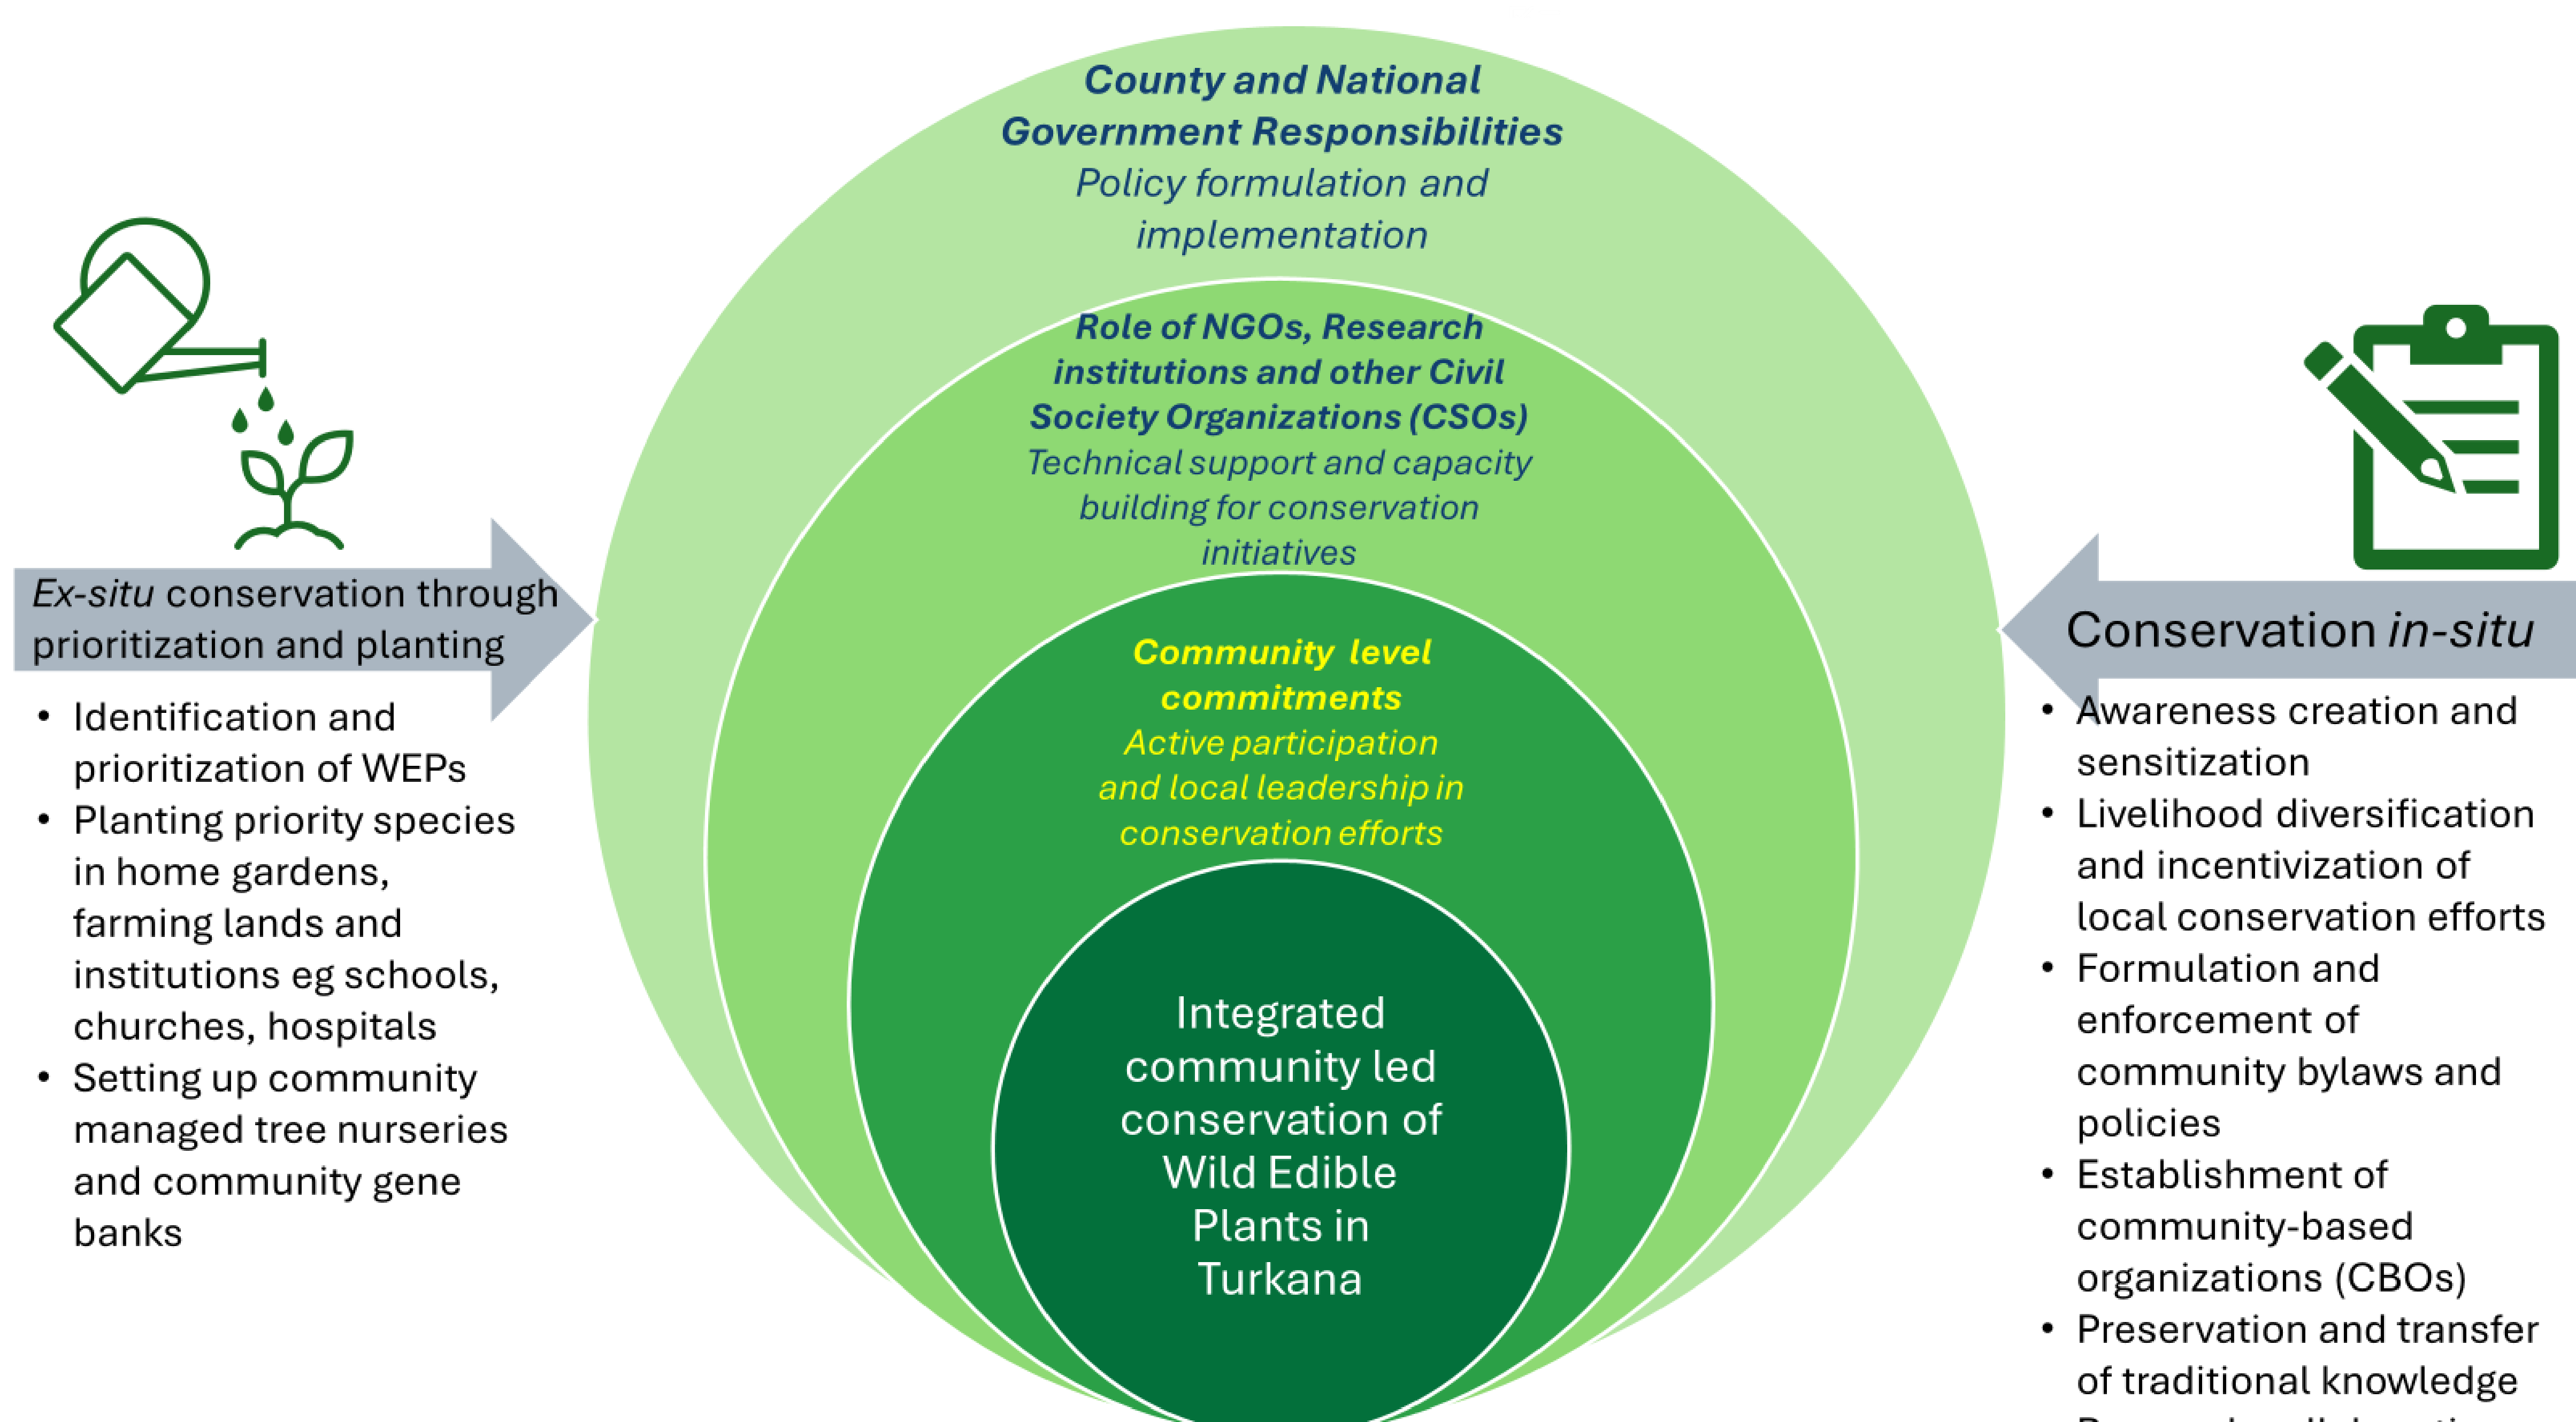 County and National
Government Responsibilities
Policy formulation and
implementation
Role of NGOs, Research
institutions and other Civil
Society Organizations (CSOs)
Technical support and capacity
building for conservation
initiatives
Community level
commitments
Active participation
and local leadership in
conservation efforts
Integrated
community led
conservation of
Wild Edible
Plants in
Turkana
Ex-situ conservation through
prioritization and planting
• Identification and
prioritization of WEPs
• Planting priority species
in home gardens,
farming lands and
institutions eg schools,
churches, hospitals
• Setting up community
managed tree nurseries
and community gene
banks
Conservation in-situ
• Awareness creation and
sensitization
• Livelihood diversification
and incentivization of
local conservation efforts
• Formulation and
enforcement of
community bylaws and
policies
• Establishment of
community-based
organizations (CBOs)
• Preservation and transfer
of traditional knowledge